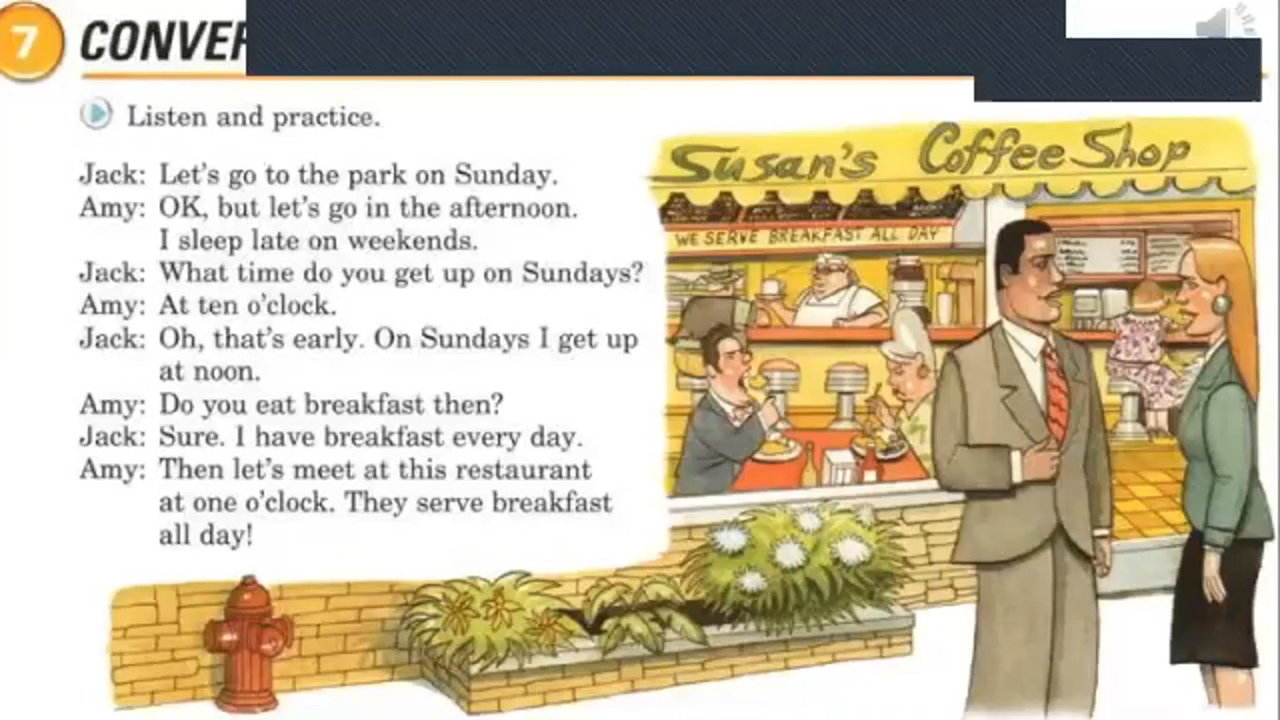 7 CONVER
Listen and practice.
Jack: Let's go to the park on Sunday.
Amy: OK, but let's go in the afternoon.
I sleep late on weekends.
Jack: What time do you get up on Sundays?
Amy: At ten o'clock.
Jack: Oh, that's early. On Sundays I get up
at noon.
Amy: Do you eat breakfast then?
Jack: Sure. I have breakfast every day.
Amy: Then let's meet at this restaurant
at one o'clock. They serve breakfast
all day!
Susan's Coffee Shop
WE SERVE BREAKFAST ALL DAY